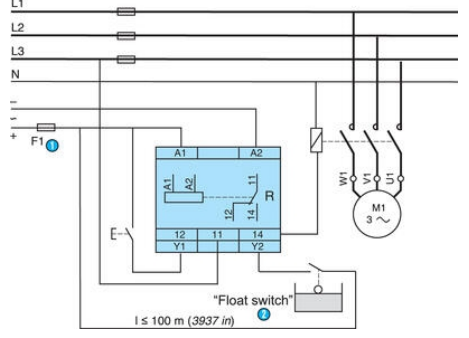 L1
L2
L3
N
–
~
+
F1 1
A1 A2
A1 A2 11
R
12 14
12 11 14
Y1 Y2
E
W1 V1 U1
M1
3 ~
"Float switch"
2
l ≤ 100 m (3937 in)